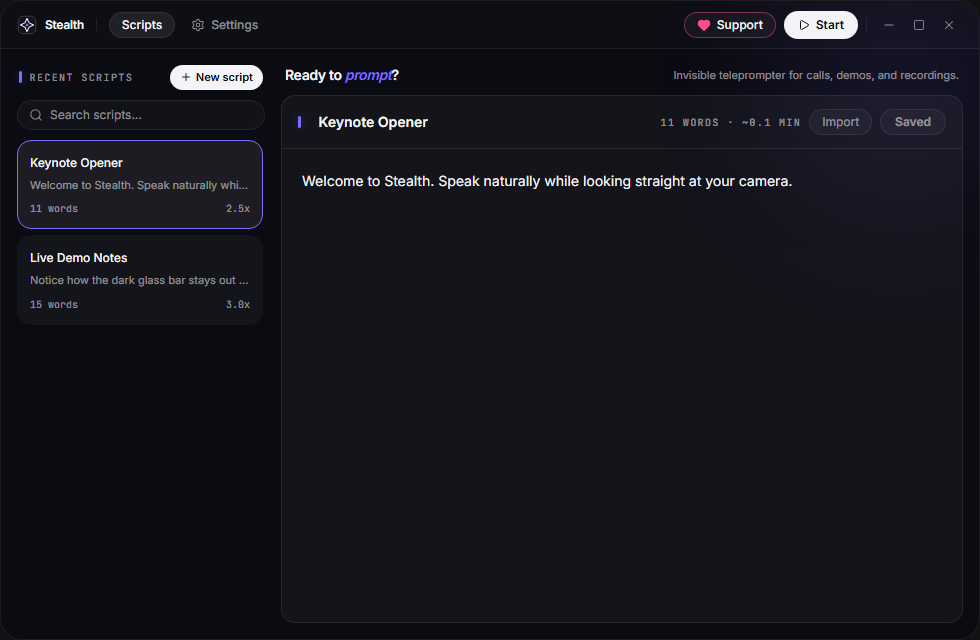 Stealth
Scripts
Settings
Support
Start
RECENT SCRIPTS
+ New script
Search scripts...
Keynote Opener
Welcome to Stealth. Speak naturally whi...
11 words
2.5x
Live Demo Notes
Notice how the dark glass bar stays out ...
15 words
3.0x
Ready to prompt?
Invisible teleprompter for calls, demos, and recordings.
Keynote Opener
11 WORDS · ~0.1 MIN
Import
Saved
Welcome to Stealth. Speak naturally while looking straight at your camera.